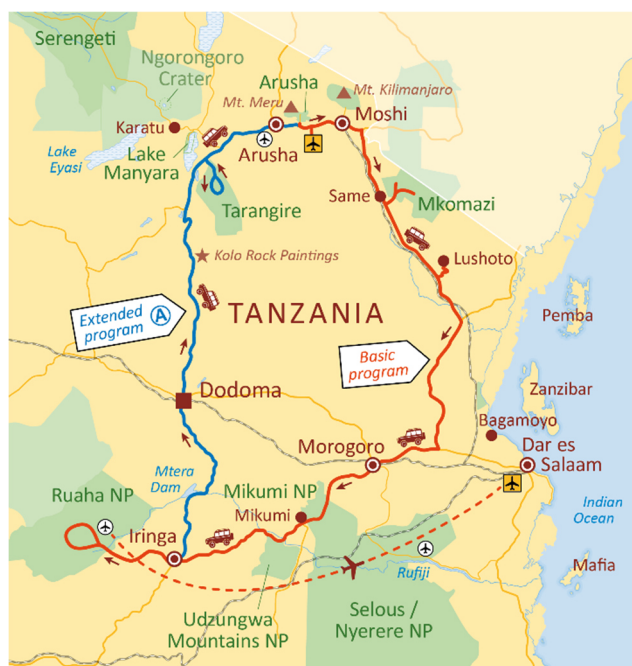 Serengeti
Ngorongoro
Crater
Arusha
Mt. Kilimanjaro
Mt. Meru
Karatu
Moshi
Lake
Eyasi
Lake
Manyara
Arusha
Same
Mkomazi
Tarangire
Kolo Rock Paintings
Lushoto
Extended
program A
TANZANIA
Pemba
Basic
program
Dodoma
Zanzibar
Bagamoyo
Morogoro
Dar es
Salaam
Mtera
Dam
Ruaha NP
Mikumi NP
Indian
Ocean
Mikumi
Iringa
Rufiji
Mafia
Udzungwa
Mountains NP
Selous /
Nyerere NP